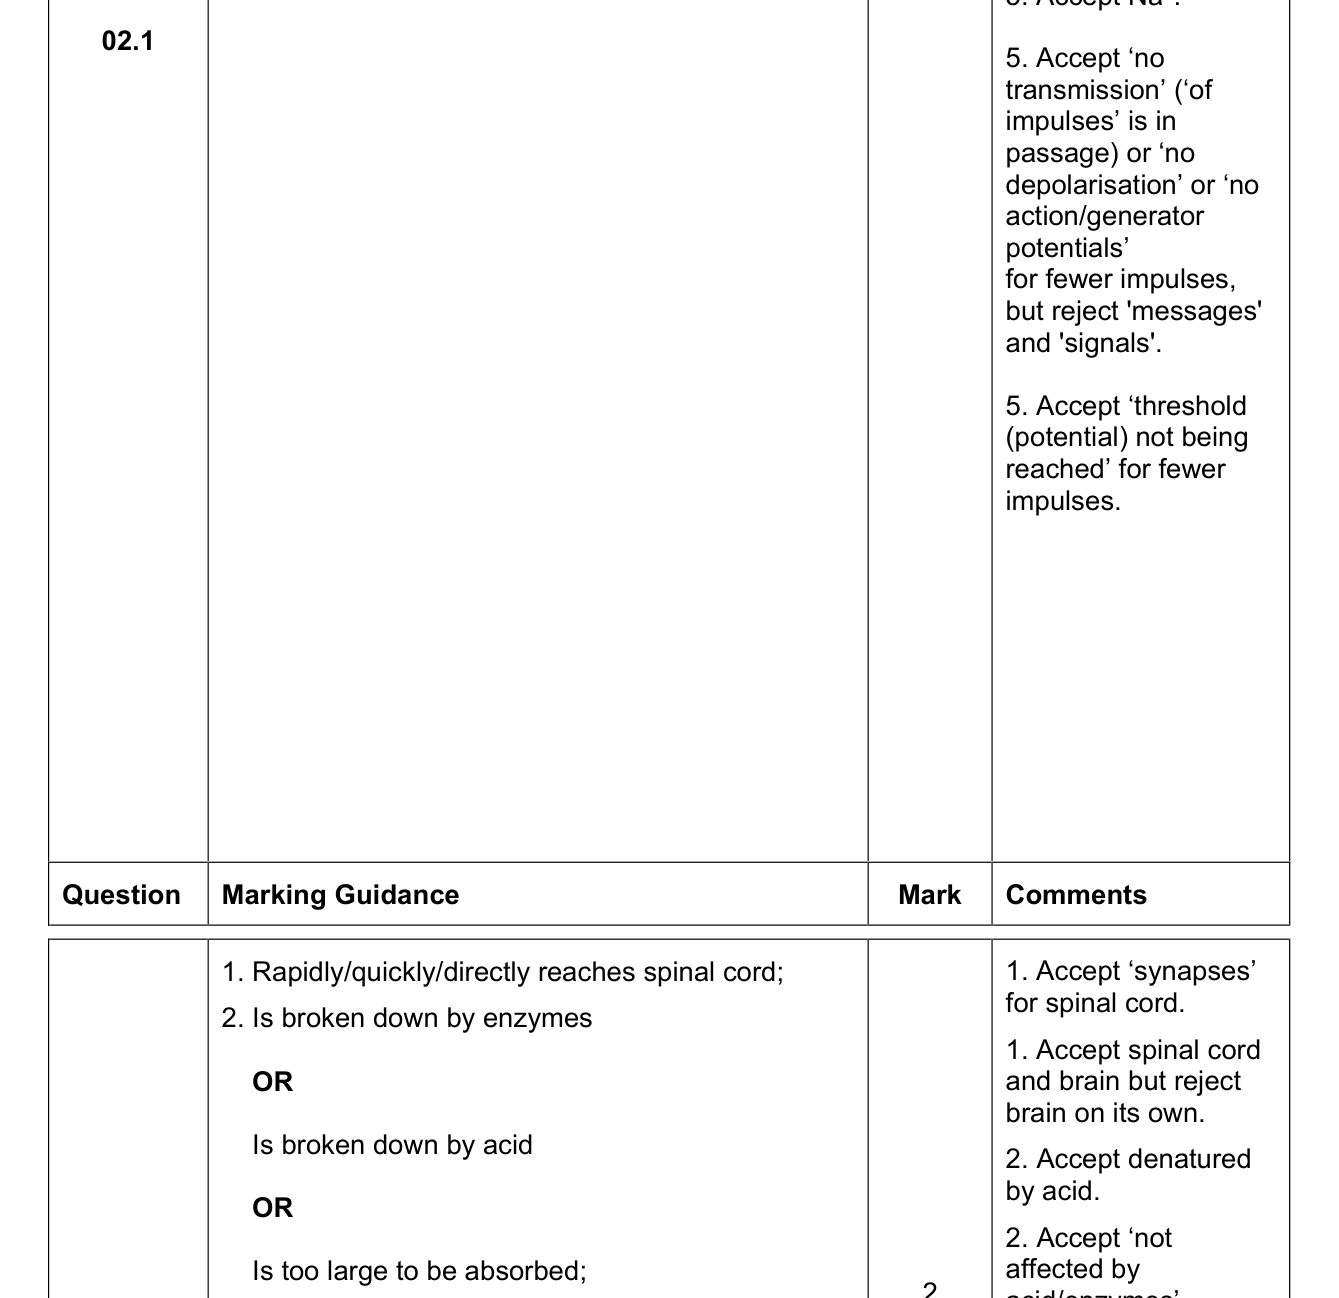 02.1
5. Accept ‘no
transmission’ (‘of
impulses’ is in
passage) or ‘no
depolarisation’ or ‘no
action/generator
potentials’
for fewer impulses,
but reject 'messages'
and 'signals'.
5. Accept ‘threshold
(potential) not being
reached’ for fewer
impulses.
Question Marking Guidance Mark Comments
1. Rapidly/quickly/directly reaches spinal cord;
2. Is broken down by enzymes
OR
Is broken down by acid
OR
Is too large to be absorbed;
2
1. Accept ‘synapses’
for spinal cord.
1. Accept spinal cord
and brain but reject
brain on its own.
2. Accept denatured
by acid.
2. Accept ‘not
affected by
acid/enzymes’